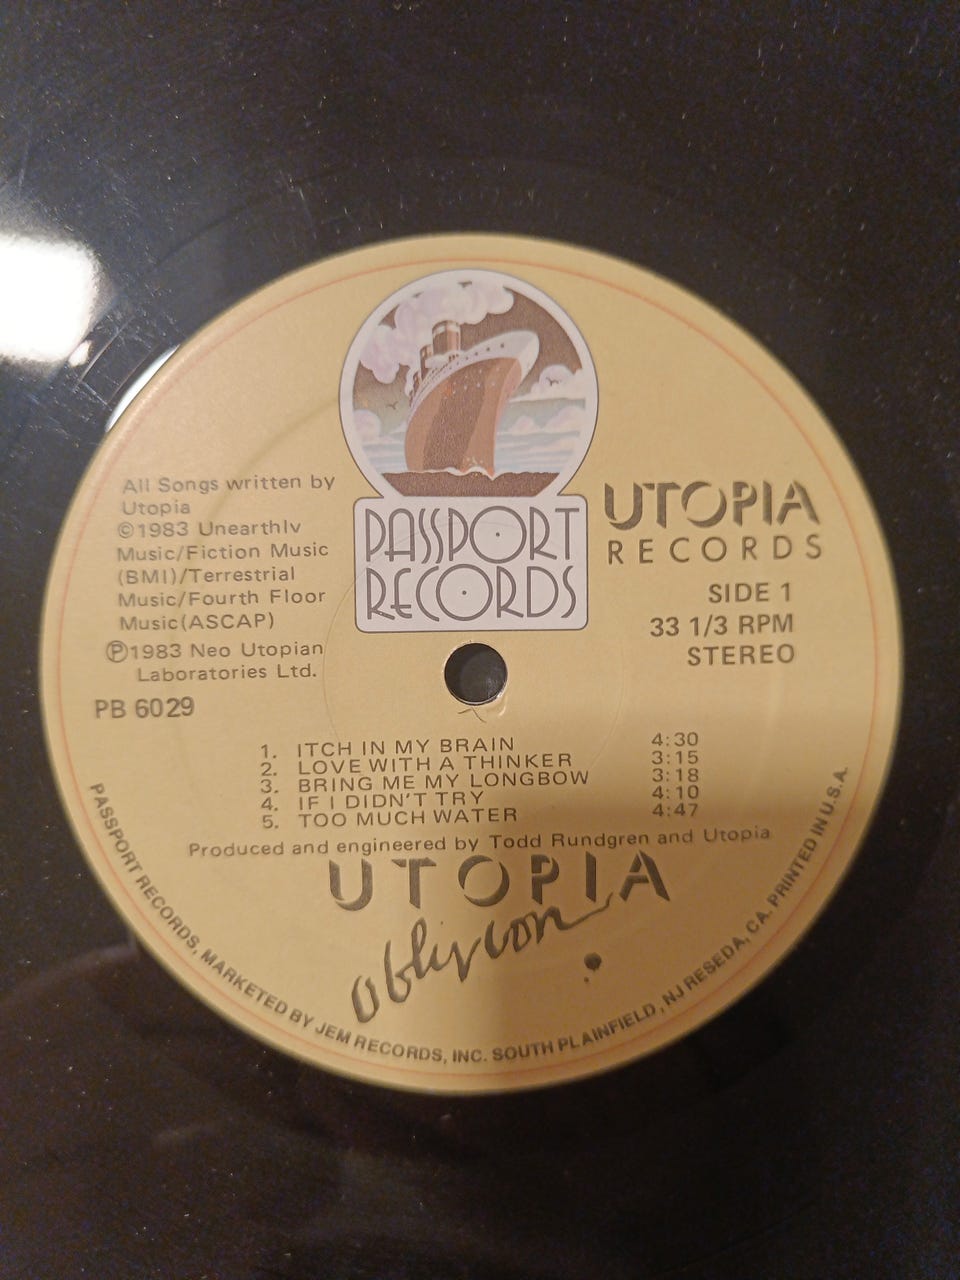 PASSPORT
RECORDS
All Songs written by
Utopia
©1983 Unearthly
Music/Fiction Music
(BMI)/Terrestrial
Music/Fourth Floor
Music(ASCAP)
Ⓟ1983 Neo Utopian
Laboratories Ltd.
PB 6029
UTOPIA
RECORDS
SIDE 1
33 1/3 RPM
STEREO
1. ITCH IN MY BRAIN 4:30
2. LOVE WITH A THINKER 3:15
3. BRING ME MY LONGBOW 3:18
4. IF I DIDN'T TRY 4:10
5. TOO MUCH WATER 4:47
Produced and engineered by Todd Rundgren and Utopia
UTOPIA
oblivion
PASSPORT RECORDS, MARKETED BY JEM RECORDS, INC. SOUTH PLAINFIELD, NJ RESEDA, CA. PRINTED IN U.S.A.